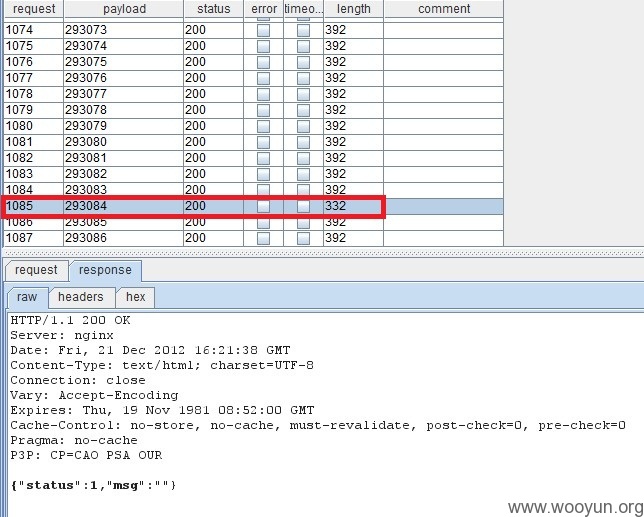 request payload status error timeo... length comment
1074 293073 200 392
1075 293074 200 392
1076 293075 200 392
1077 293076 200 392
1078 293077 200 392
1079 293078 200 392
1080 293079 200 392
1081 293080 200 392
1082 293081 200 392
1083 293082 200 392
1084 293083 200 392
1085 293084 200 332
1086 293085 200 392
1087 293086 200 392
request response
raw headers hex
HTTP/1.1 200 OK
Server: nginx
Date: Fri, 21 Dec 2012 16:21:38 GMT
Content-Type: text/html; charset=UTF-8
Connection: close
Vary: Accept-Encoding
Expires: Thu, 19 Nov 1981 08:52:00 GMT
Cache-Control: no-store, no-cache, must-revalidate, post-check=0, pre-check=0
Pragma: no-cache
P3P: CP=CAO PSA OUR
{"status":1,"msg":""}
www.wooyun.org